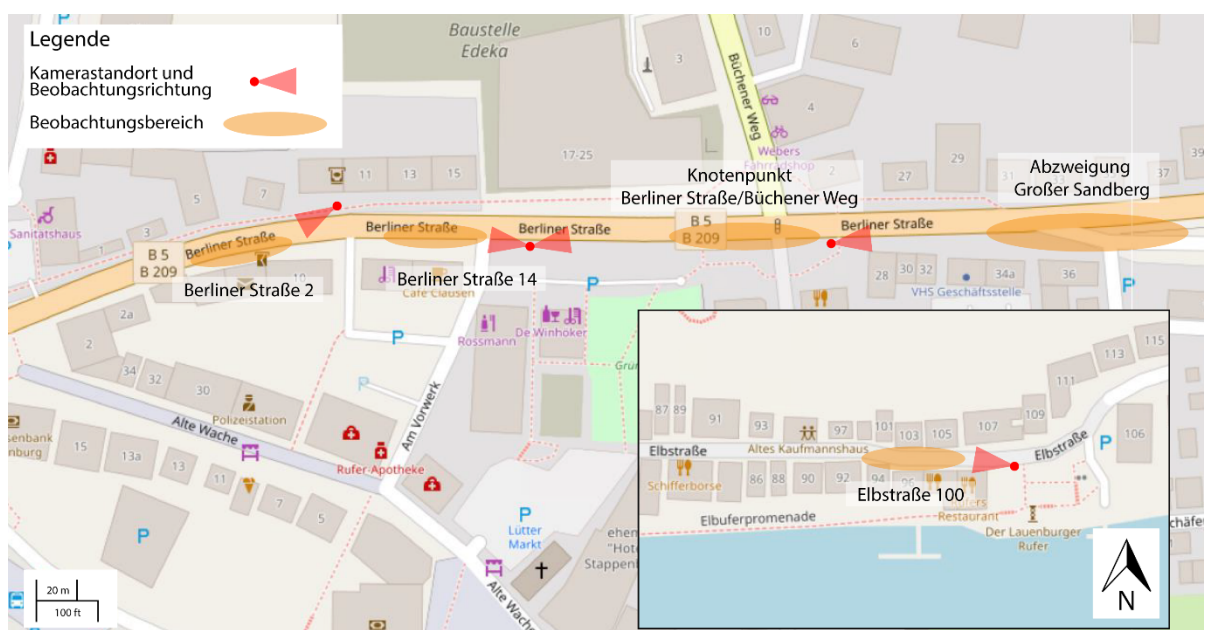 Legende
Kamerastandort und
Beobachtungsrichtung
Beobachtungsbereich
P
Baustelle
Edeka
3
10
6
4
2
Büchener Weg
Webers
Fahrradshop
17-25
29
27
31
37
39
Knotenpunkt
Berliner Straße/Büchener Weg
Abzweigung
Großer Sandberg
Sanitätshaus
1
3
5
7
11
13
15
B 5
B 209
Berliner Straße
Berliner Straße
Berliner Straße
B 5
B 209
Berliner Straße
Berliner Straße 2
Berliner Straße 14
10
Café Clausen
P
28
30
32
34a
36
VHS Geschäftsstelle
P
2a
2
34
32
30
P
P
Rossmann
De Winhoker
Polizeistation
Alte Wache
Am Vorwerk
Rufer-Apotheke
15
13a
13
11
7
5
P
P
Lütter
Markt
Alte Wache
20 m
100 ft
87
89
91
93
97
101
103
105
107
109
111
113
115
106
Altes Kaufmannshaus
Elbstraße
Elbstraße
P
Schifferbörse
86
88
90
92
94
Elbstraße 100
Restaurant
Elbuferpromenade
Der Lauenburger
Rufer
N